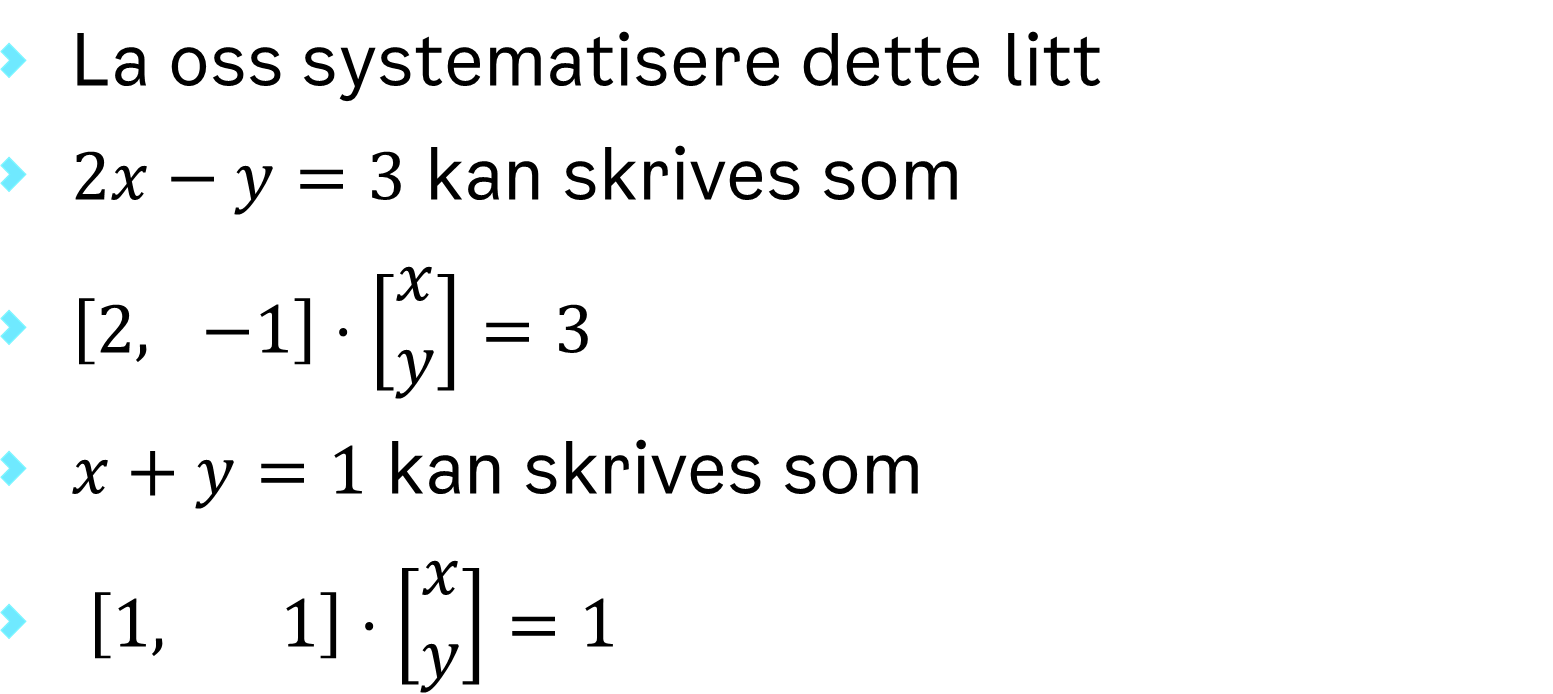 La oss systematisere dette litt
2x − y = 3 kan skrives som
[2, −1] · [x y] = 3
x + y = 1 kan skrives som
[1, 1] · [x y] = 1